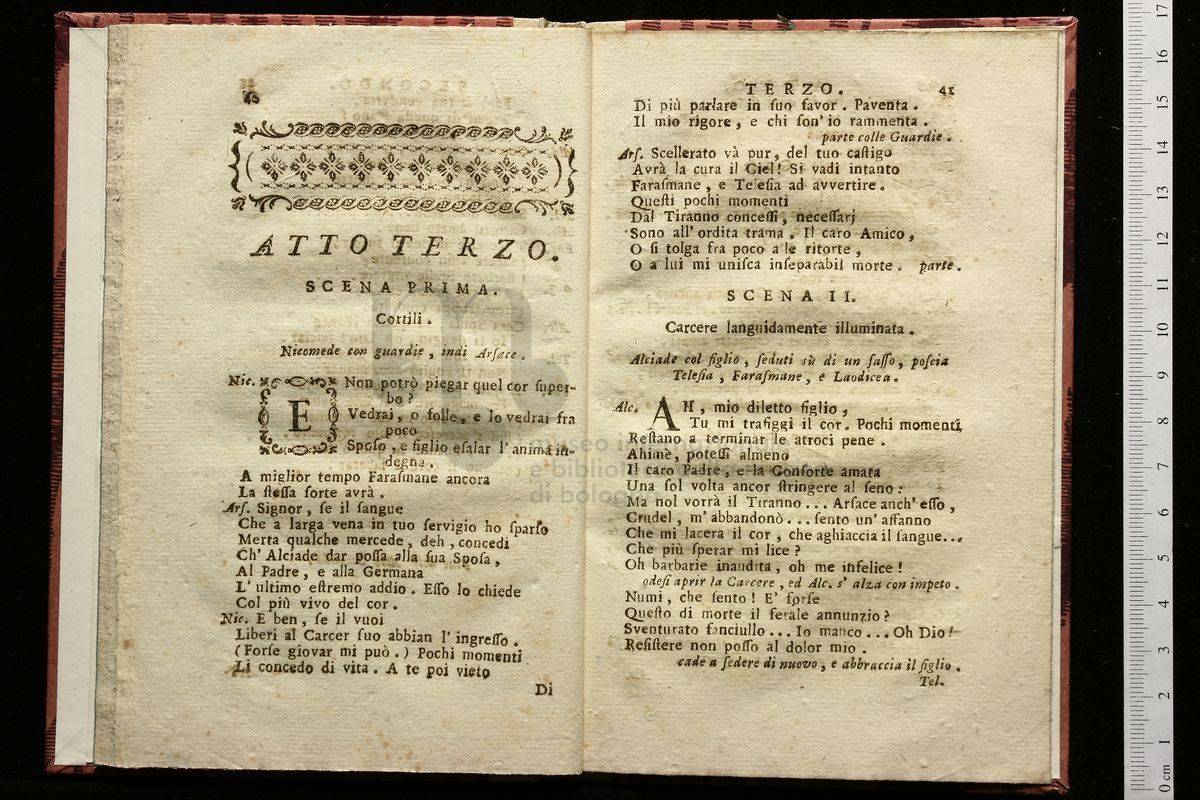 40
ATTO TERZO.
SCENA PRIMA.
Cortili.
Nicomede con guardie, indi Arſace.
Nic. E Non potrò piegar quel cor ſuper-
bo?
Vedrai, o folle, e Io vedrai fra
poco
Spoſo, e figlio eſalar l'anima in-
degna.
A miglior tempo Faraſmane ancora
La ſteſſa ſorte avrà.
Arſ. Signor, ſe il ſangue
Che a larga vena in tuo ſervigio ho ſparſo
Merta qualche mercede, deh, concedi
Ch' Alciade dar poſſa alla ſua Spoſa,
Al Padre, e alla Germana
L'ultimo eſtremo addio. Eſſo lo chiede
Col più vivo del cor.
Nic. E ben, ſe il vuoi
Liberi al Carcer ſuo abbian l'ingreſſo.
(Forſe giovar mi può.) Pochi momenti
Li concedo di vita. A te poi vieto
Di
TERZO. 41
Di più parlare in ſuo favor. Paventa.
Il mio rigore, e chi ſon' io rammenta.
parte colle Guardie.
Arſ. Scellerato và pur, del tuo caſtigo
Avrà la cura il Ciel! Si vadi intanto
Faraſmane, e Teleſia ad avvertire.
Queſti pochi momenti
Dal Tiranno conceſſi, neceſſarj
Sono all'ordita trama. Il caro Amico,
O ſi tolga fra poco alle ritorte,
O a lui mi uniſca inſeparabil morte. parte.
SCENA II.
Carcere languidamente illuminata.
Alciade col figlio, ſeduti sù di un ſaſſo, poſcia
Teleſia, Faraſmane, e Laodicea.
Alc. AH, mio diletto figlio,
Tu mi trafiggi il cor. Pochi momenti
Reſtano a terminar le atroci pene.
Ahimè, poteſſi almeno
Il caro Padre, e la Conſorte amata
Una ſol volta ancor ſtringere al ſeno:
Ma nol vorrà il Tiranno... Arſace anch' eſſo,
Crudel, m'abbandonò... ſento un' affanno
Che mi lacera il cor, che aghiaccia il ſangue...
Che più ſperar mi lice?
Oh barbarie inaudita, oh me infelice!
odeſi aprir la Carcere, ed Alc. s' alza con impeto.
Numi, che ſento! E' forſe
Queſto di morte il ferale annunzio?
Sventurato fanciullo... Io manco... Oh Dio!
Reſiſtere non poſſo al dolor mio.
cade a ſedere di nuovo, e abbraccia il figlio.
Tel.